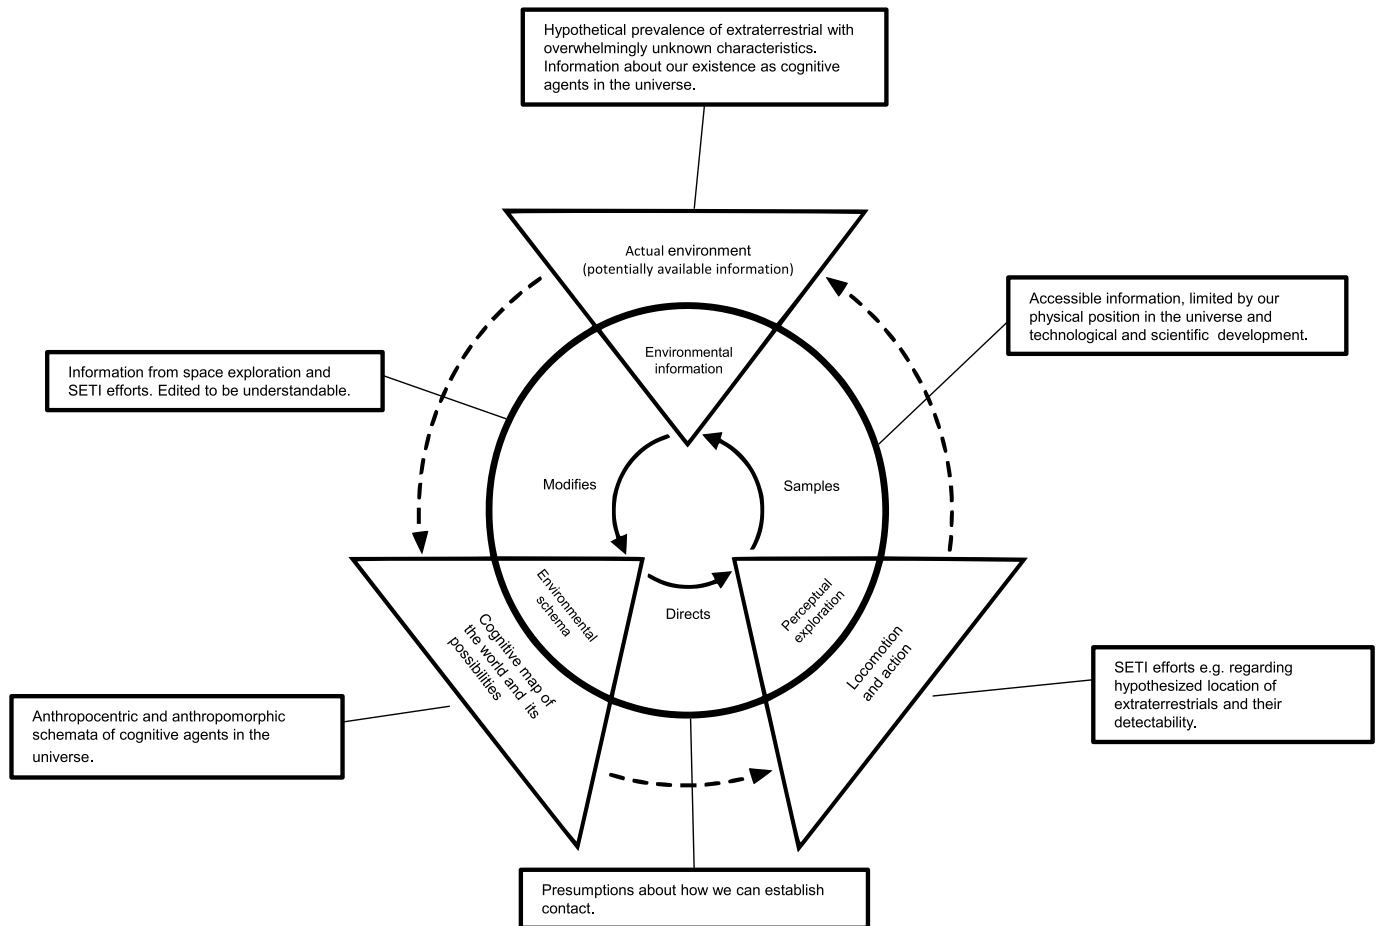 Hypothetical prevalence of extraterrestrial with
overwhelmingly unknown characteristics.
Information about our existence as cognitive
agents in the universe.
Actual environment
(potentially available information)
Accessible information, limited by our
physical position in the universe and
technological and scientific development.
Environmental
information
Information from space exploration and
SETI efforts. Edited to be understandable.
Modifies
Samples
Environmental
schema
Directs
Perceptual
exploration
Cognitive map of
the world and its
possibilities
Locomotion
and action
SETI efforts e.g. regarding
hypothesized location of
extraterrestrials and their
detectability.
Anthropocentric and anthropomorphic
schemata of cognitive agents in the
universe.
Presumptions about how we can establish
contact.